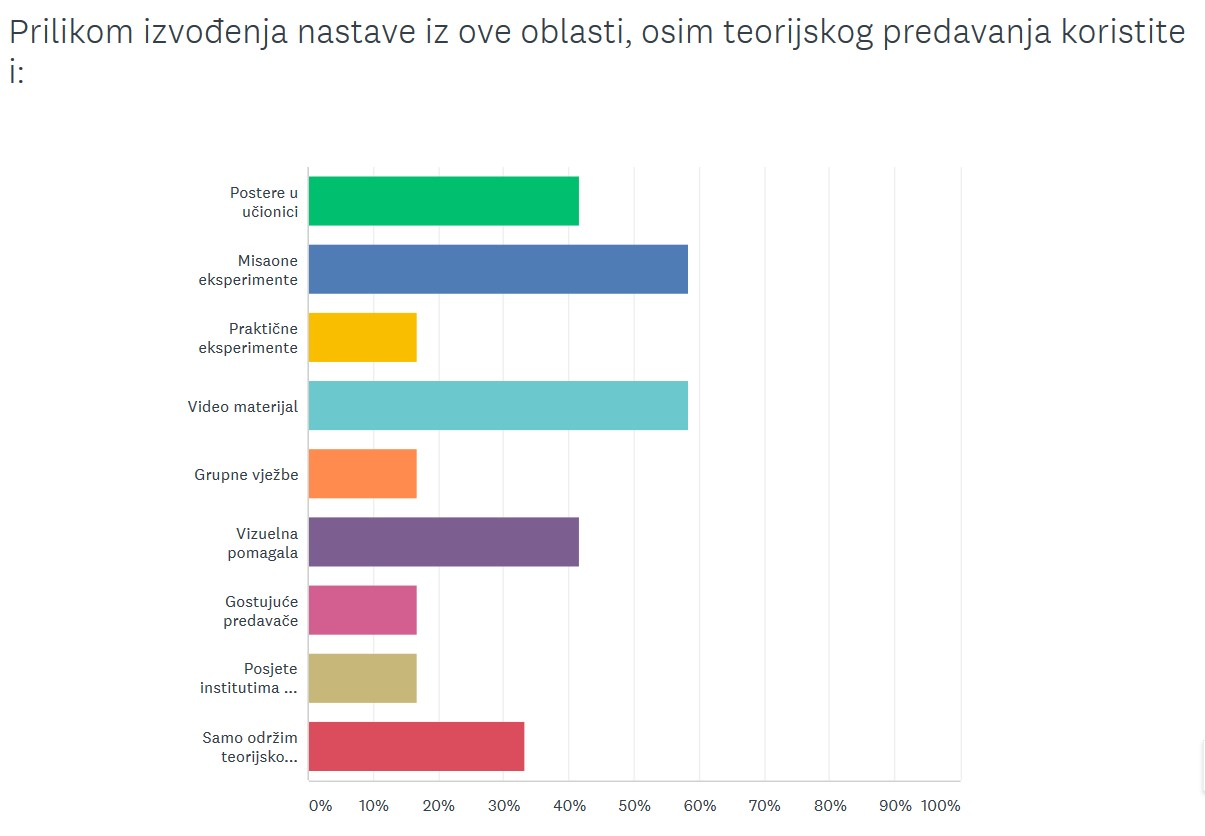 Prilikom izvođenja nastave iz ove oblasti, osim teorijskog predavanja koristite
i:
Postere u
učionici
Misaone
eksperimente
Praktične
eksperimente
Video materijal
Grupne vježbe
Vizuelna
pomagala
Gostujuće
predavače
Posjete
institutima ...
Samo održim
teorijsko...
0% 10% 20% 30% 40% 50% 60% 70% 80% 90% 100%